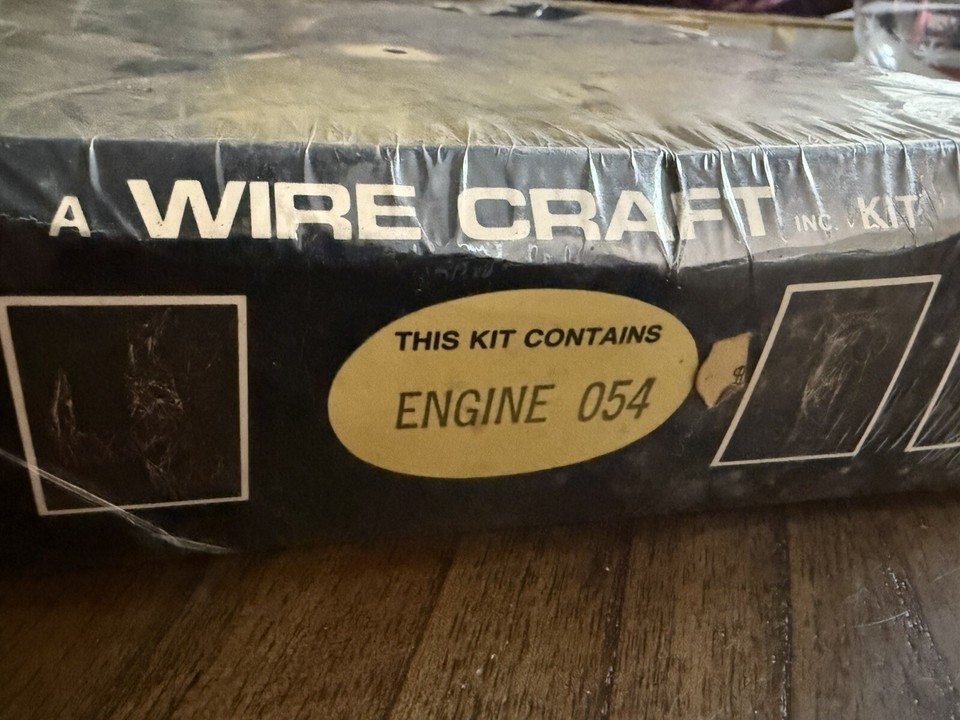 A WIRE CRAFT INC. KIT
THIS KIT CONTAINS
ENGINE 054